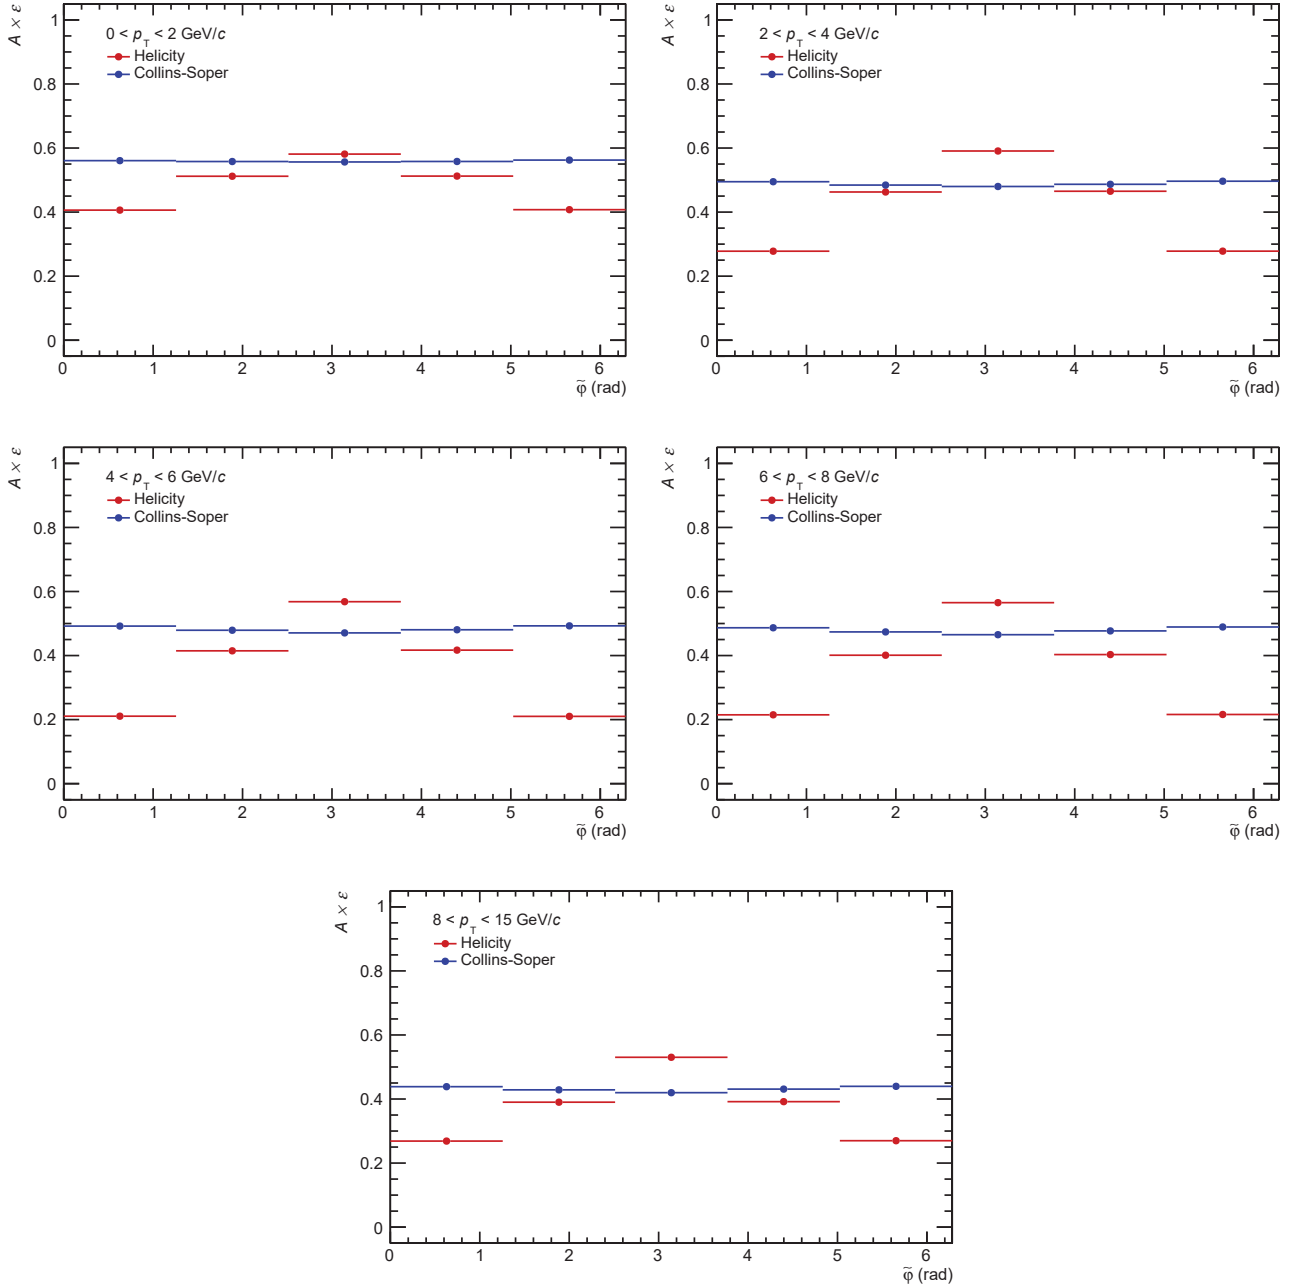 A × ε
1
0 < p_T < 2 GeV/c
Helicity
Collins-Soper
0.8
0.6
0.4
0.2
0
0 1 2 3 4 5 6
φ̃ (rad)
A × ε
1
2 < p_T < 4 GeV/c
Helicity
Collins-Soper
0.8
0.6
0.4
0.2
0
0 1 2 3 4 5 6
φ̃ (rad)
A × ε
1
4 < p_T < 6 GeV/c
Helicity
Collins-Soper
0.8
0.6
0.4
0.2
0
0 1 2 3 4 5 6
φ̃ (rad)
A × ε
1
6 < p_T < 8 GeV/c
Helicity
Collins-Soper
0.8
0.6
0.4
0.2
0
0 1 2 3 4 5 6
φ̃ (rad)
A × ε
1
8 < p_T < 15 GeV/c
Helicity
Collins-Soper
0.8
0.6
0.4
0.2
0
0 1 2 3 4 5 6
φ̃ (rad)